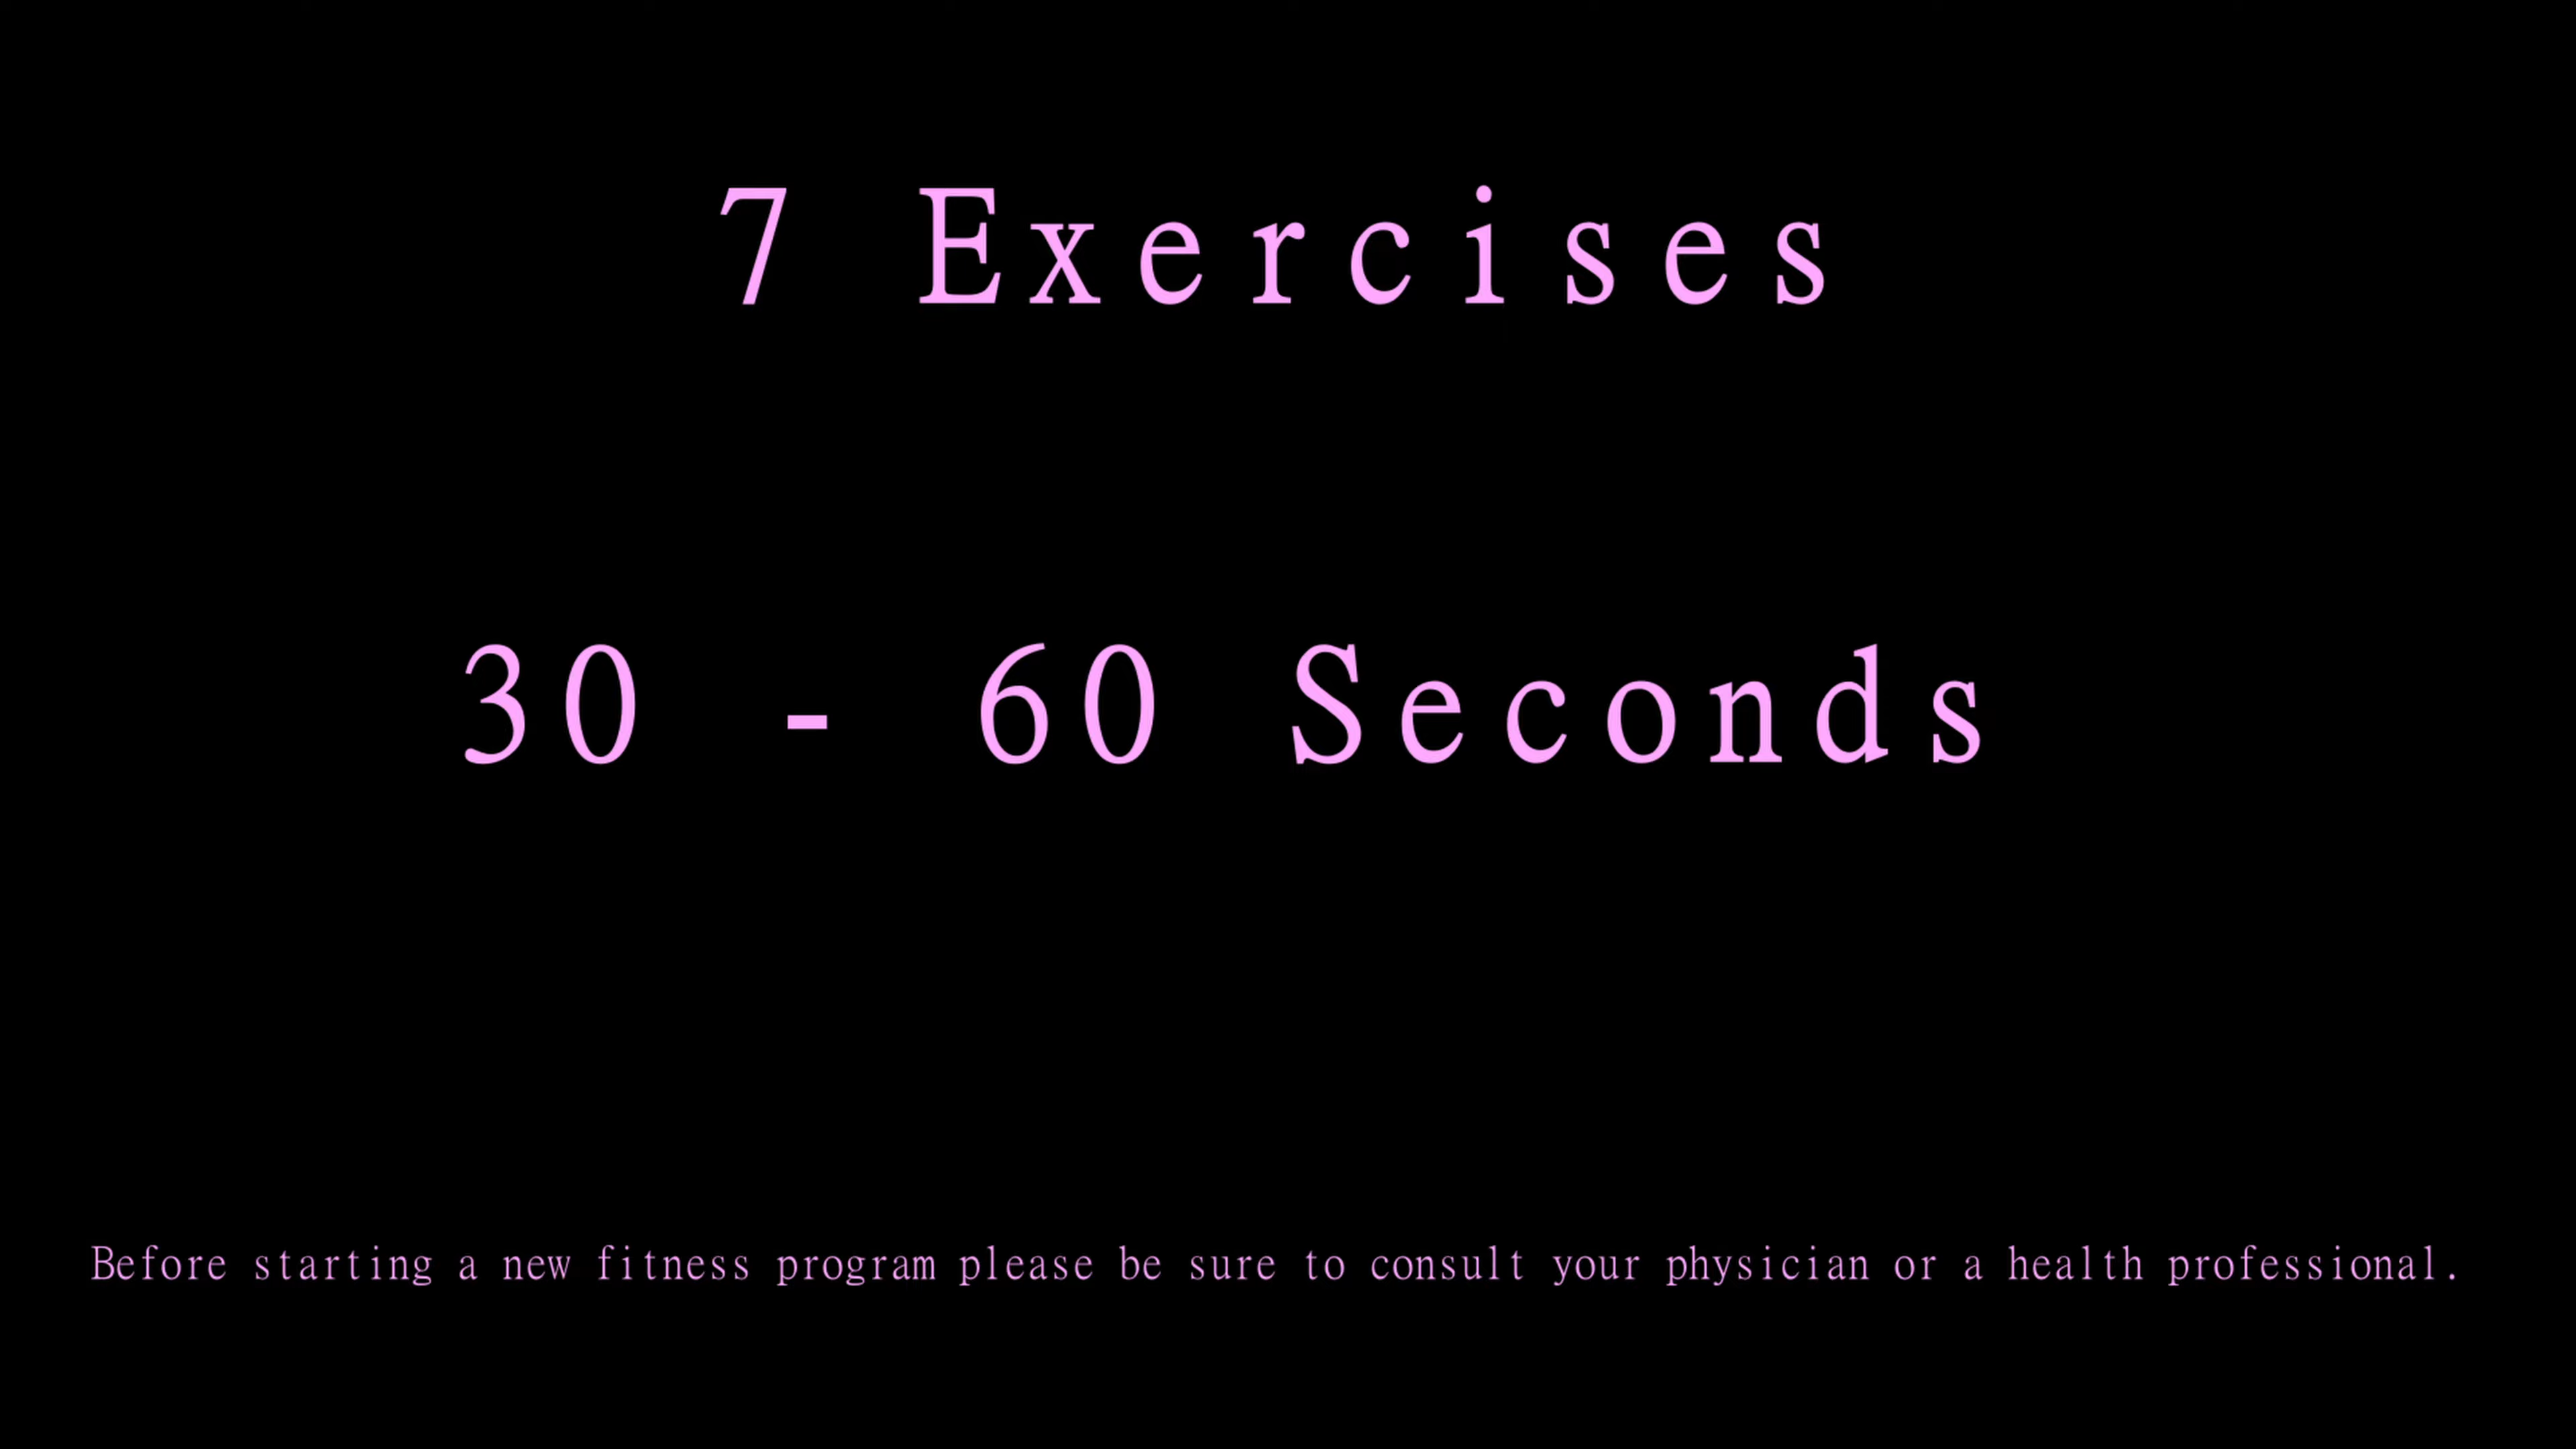 7 Exercises
30 - 60 Seconds
Before starting a new fitness program please be sure to consult your physician or a health professional.